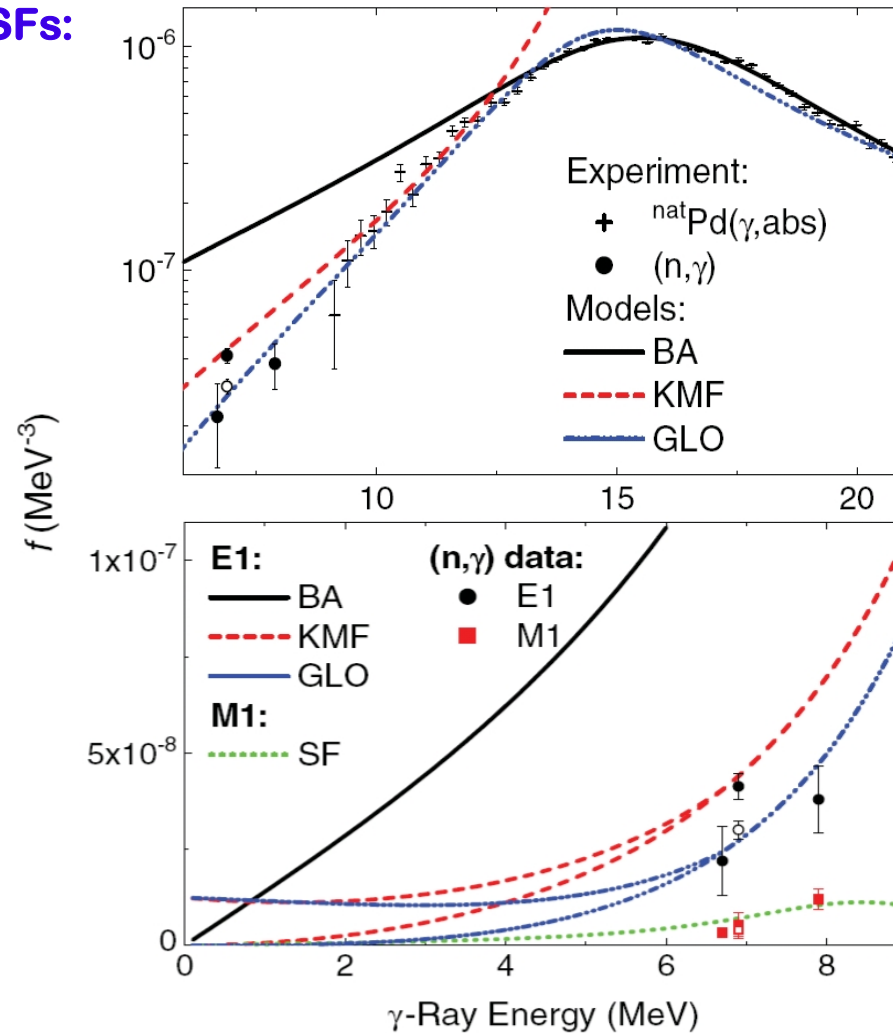 SFs:
10⁻⁶
10⁻⁷
Experiment:
ⁿᵃᵗPd(γ,abs)
(n,γ)
Models:
BA
KMF
GLO
10 15 20
f (MeV⁻³)
E1: (n,γ) data:
BA E1
KMF M1
GLO
M1:
SF
1x10⁻⁷
5x10⁻⁸
0
0 2 4 6 8
γ-Ray Energy (MeV)